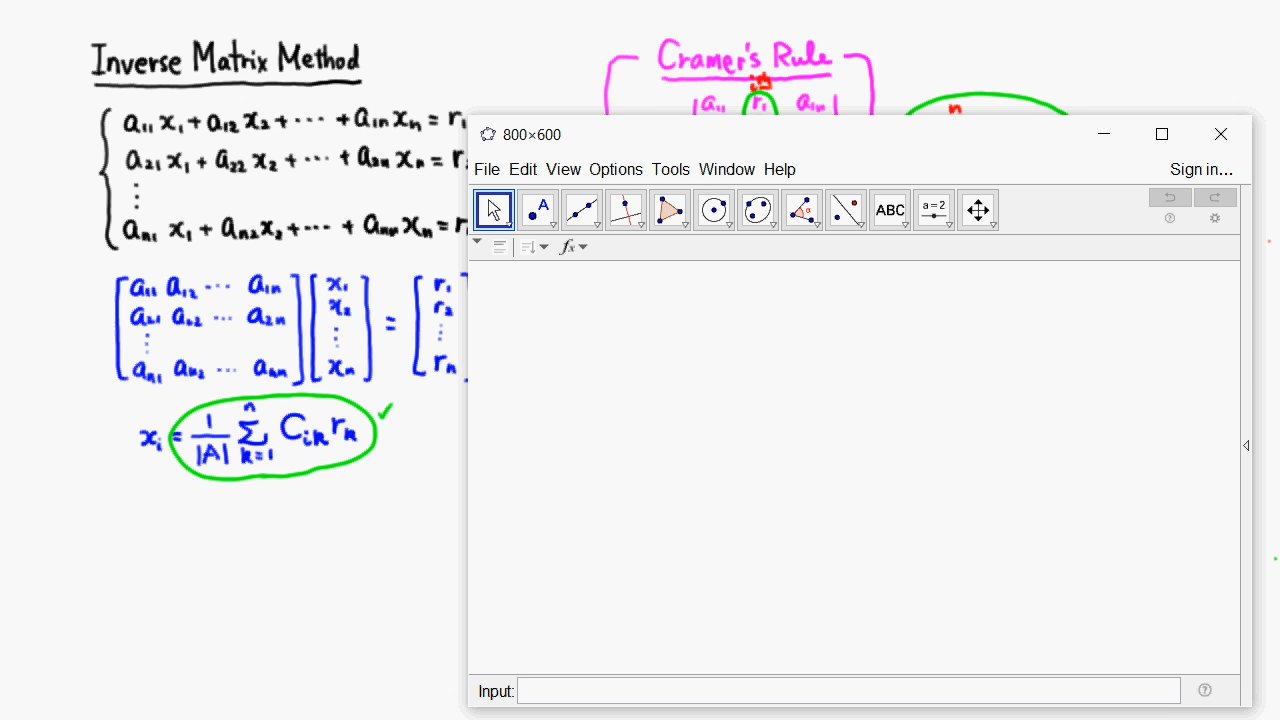 Inverse Matrix Method
a₁₁ x₁ + a₁₂ x₂ + ⋯ + a₁ₙ xₙ = r₁
a₂₁ x₁ + a₂₂ x₂ + ⋯ + a₂ₙ xₙ = r
⋮
aₙ₁ x₁ + aₙ₂ x₂ + ⋯ + aₙₙ xₙ = r
a₁₁ a₁₂ ⋯ a₁ₙ x₁ r₁
a₂₁ a₂₂ ⋯ a₂ₙ x₂ = r₂
⋮ ⋮ ⋮
aₙ₁ aₙ₂ ⋯ aₙₙ xₙ rₙ
xᵢ = 1/|A| ∑ₖ₌₁ⁿ Cᵢₖ rₖ ✓
Cramer's Rule
ith
|a₁₁ r₁ a₁ₙ|
n
800×600
File Edit View Options Tools Window Help
Sign in...
A
α
ABC
a=2
fx
Input: